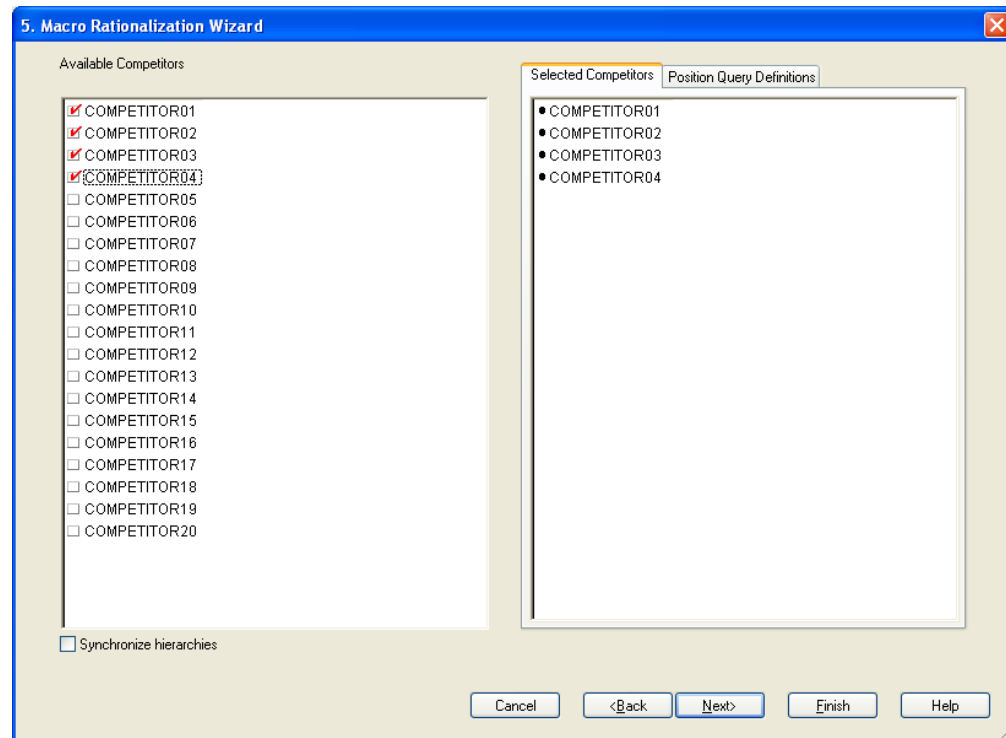 5. Macro Rationalization Wizard
Available Competitors
COMPETITOR01
COMPETITOR02
COMPETITOR03
COMPETITOR04
COMPETITOR05
COMPETITOR06
COMPETITOR07
COMPETITOR08
COMPETITOR09
COMPETITOR10
COMPETITOR11
COMPETITOR12
COMPETITOR13
COMPETITOR14
COMPETITOR15
COMPETITOR16
COMPETITOR17
COMPETITOR18
COMPETITOR19
COMPETITOR20
Synchronize hierarchies
Selected Competitors Position Query Definitions
COMPETITOR01
COMPETITOR02
COMPETITOR03
COMPETITOR04
Cancel <Back Next> Finish Help